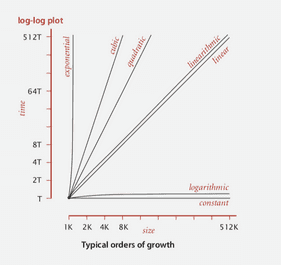 log-log plot
512T
64T
8T
4T
2T
T
time
exponential
cubic
quadratic
linearithmic
linear
logarithmic
constant
1K 2K 4K 8K 512K
size
Typical orders of growth